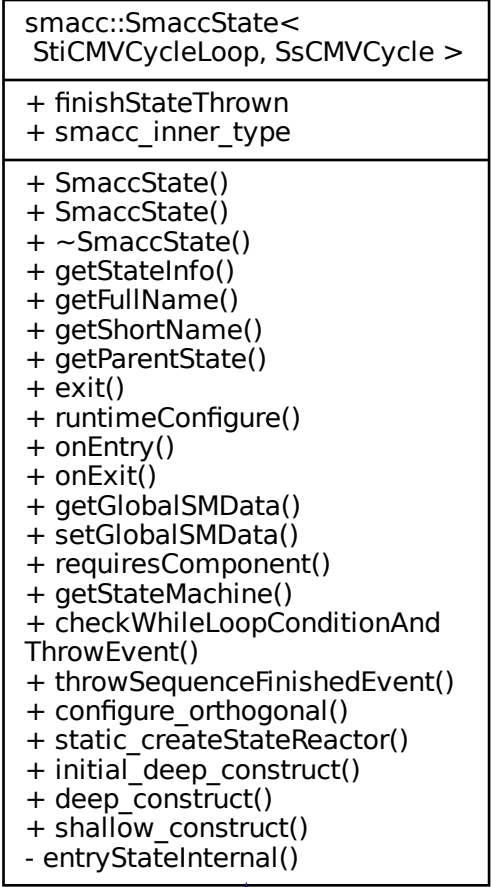 smacc::SmaccState<
StiCMVCycleLoop, SsCMVCycle >
+ finishStateThrown
+ smacc_inner_type
+ SmaccState()
+ SmaccState()
+ ~SmaccState()
+ getStateInfo()
+ getFullName()
+ getShortName()
+ getParentState()
+ exit()
+ runtimeConfigure()
+ onEntry()
+ onExit()
+ getGlobalSMData()
+ setGlobalSMData()
+ requiresComponent()
+ getStateMachine()
+ checkWhileLoopConditionAnd
ThrowEvent()
+ throwSequenceFinishedEvent()
+ configure_orthogonal()
+ static_createStateReactor()
+ initial_deep_construct()
+ deep_construct()
+ shallow_construct()
- entryStateInternal()